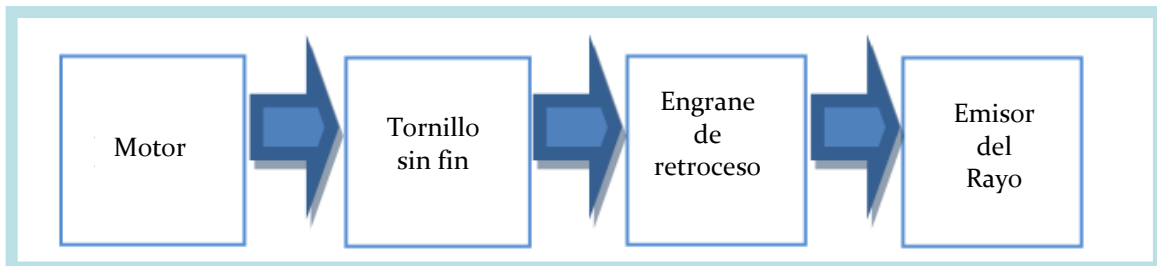 Motor
Tornillo
sin fin
Engrane
de
retroceso
Emisor
del
Rayo